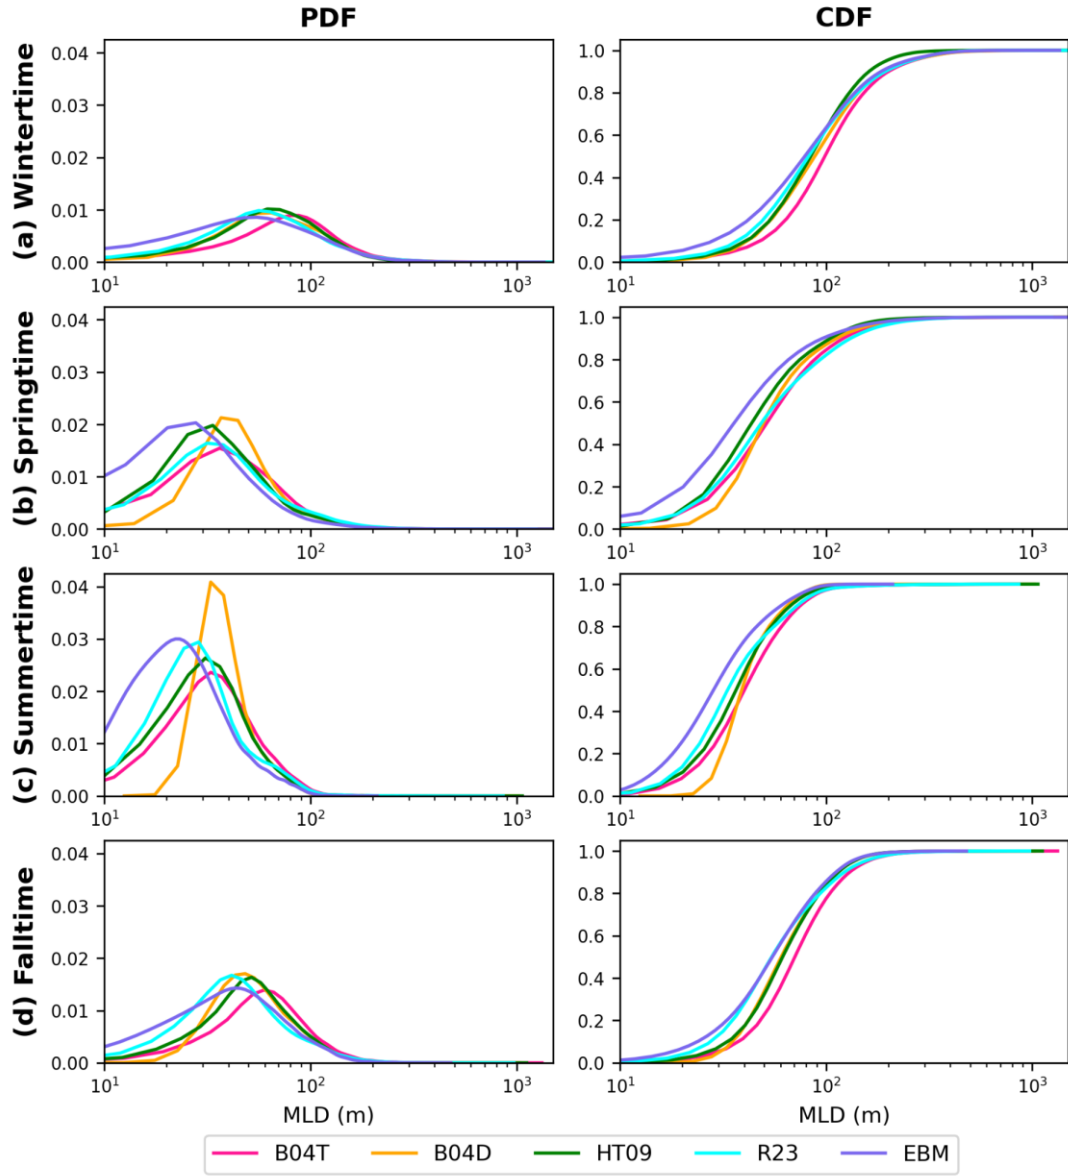 PDF CDF
(a) Wintertime
0.04 1.0
0.03 0.8
0.02 0.6
0.01 0.4
0.00 0.2
0.0
10¹ 10² 10³ 10¹ 10² 10³
(b) Springtime
0.04 1.0
0.03 0.8
0.02 0.6
0.01 0.4
0.00 0.2
0.0
10¹ 10² 10³ 10¹ 10² 10³
(c) Summertime
0.04 1.0
0.03 0.8
0.02 0.6
0.01 0.4
0.00 0.2
0.0
10¹ 10² 10³ 10¹ 10² 10³
(d) Falltime
0.04 1.0
0.03 0.8
0.02 0.6
0.01 0.4
0.00 0.2
0.0
10¹ 10² 10³ 10¹ 10² 10³
MLD (m) MLD (m)
B04T B04D HT09 R23 EBM